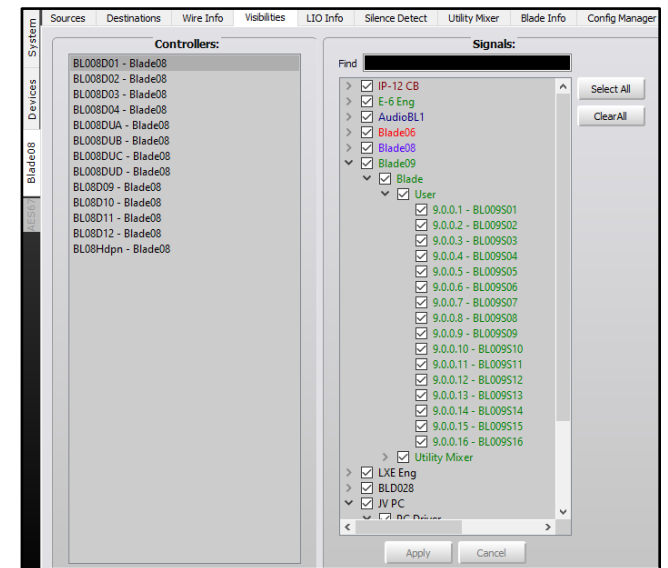 Sources Destinations Wire Info Visibilities LIO Info Silence Detect Utility Mixer Blade Info Config Manager
System
Devices
Blade08
AES67
Controllers:
BL008D01 - Blade08
BL008D02 - Blade08
BL008D03 - Blade08
BL008D04 - Blade08
BL008DUA - Blade08
BL008DUB - Blade08
BL008DUC - Blade08
BL008DUD - Blade08
BL08D09 - Blade08
BL08D10 - Blade08
BL08D11 - Blade08
BL08D12 - Blade08
BL08Hdpn - Blade08
Signals:
Find
IP-12 CB
E-6 Eng
AudioBL1
Blade06
Blade08
Blade09
Blade
User
9.0.0.1 - BL009S01
9.0.0.2 - BL009S02
9.0.0.3 - BL009S03
9.0.0.4 - BL009S04
9.0.0.5 - BL009S05
9.0.0.6 - BL009S06
9.0.0.7 - BL009S07
9.0.0.8 - BL009S08
9.0.0.9 - BL009S09
9.0.0.10 - BL009S10
9.0.0.11 - BL009S11
9.0.0.12 - BL009S12
9.0.0.13 - BL009S13
9.0.0.14 - BL009S14
9.0.0.15 - BL009S15
9.0.0.16 - BL009S16
Utility Mixer
LXE Eng
BLD028
JV PC
PC Driver
Select All
ClearAll
Apply Cancel